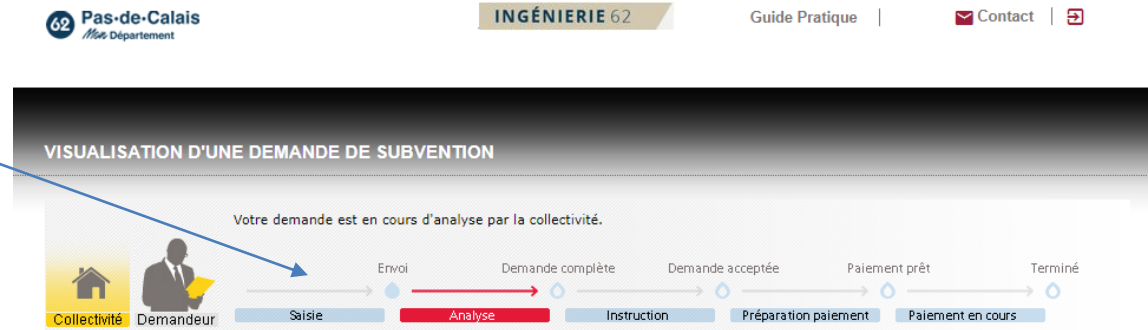 62 Pas-de-Calais
Mon Département
INGÉNIERIE 62
Guide Pratique |
Contact |
VISUALISATION D'UNE DEMANDE DE SUBVENTION
Votre demande est en cours d'analyse par la collectivité.
Envoi Demande complète Demande acceptée Paiement prêt Terminé
Collectivité Demandeur Saisie Analyse Instruction Préparation paiement Paiement en cours